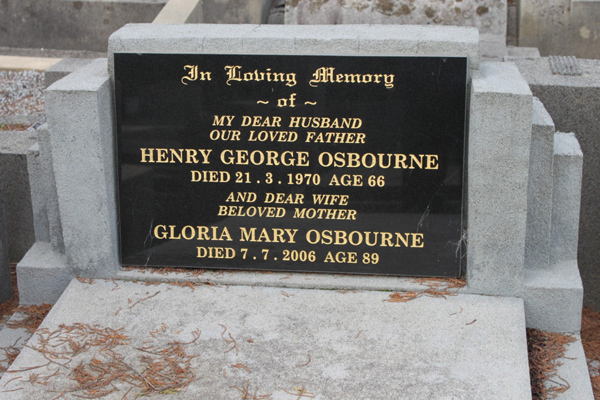 In Loving Memory
~ of ~
MY DEAR HUSBAND
OUR LOVED FATHER
HENRY GEORGE OSBOURNE
DIED 21 . 3 . 1970 AGE 66
AND DEAR WIFE
BELOVED MOTHER
GLORIA MARY OSBOURNE
DIED 7 . 7 . 2006 AGE 89